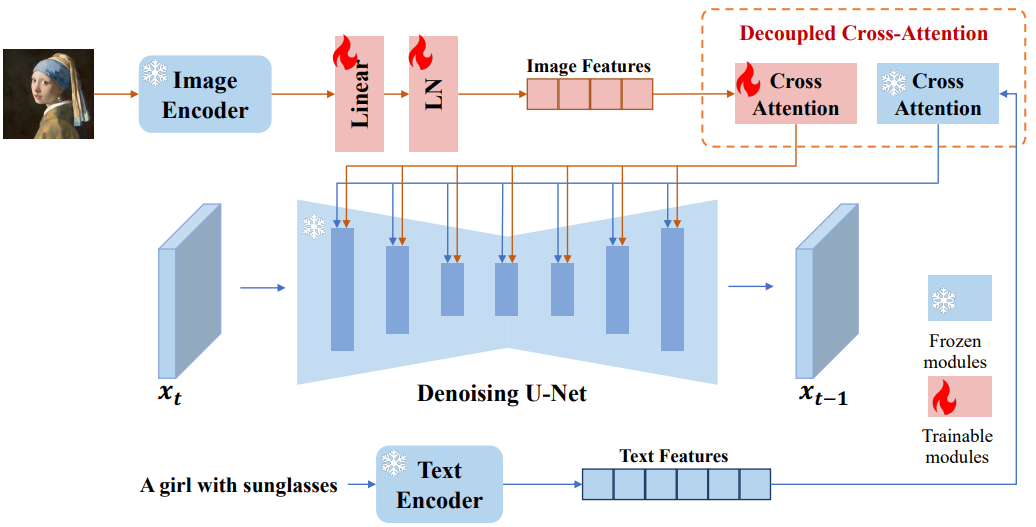 Decoupled Cross-Attention
Image
Encoder
Linear
LN
Image Features
Cross
Attention
Cross
Attention
Denoising U-Net
x_t
x_{t-1}
Frozen
modules
Trainable
modules
A girl with sunglasses
Text
Encoder
Text Features